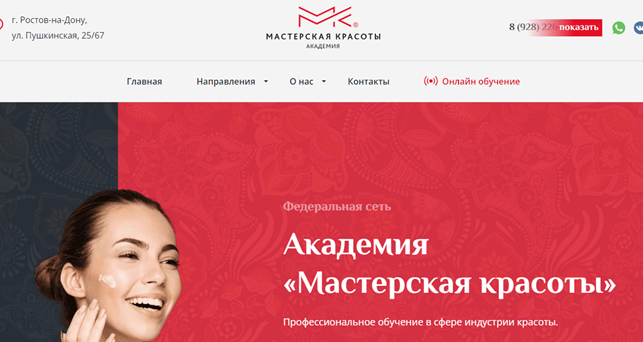 г. Ростов-на-Дону,
ул. Пушкинская, 25/67
МАСТЕРСКАЯ КРАСОТЫ
АКАДЕМИЯ
8 (928) 226 показать
Главная Направления О нас Контакты Онлайн обучение
Федеральная сеть
Академия
«Мастерская красоты»
Профессиональное обучение в сфере индустрии красоты.